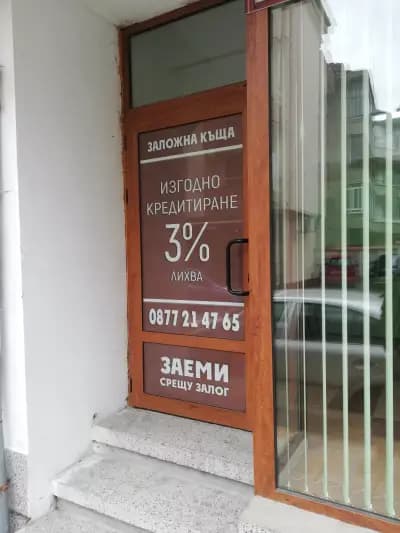 ЗАЛОЖНА КЪЩА
ИЗГОДНО
КРЕДИТИРАНЕ
3%
ЛИХВА
0877 21 47 65
ЗАЕМИ
СРЕЩУ ЗАЛОГ